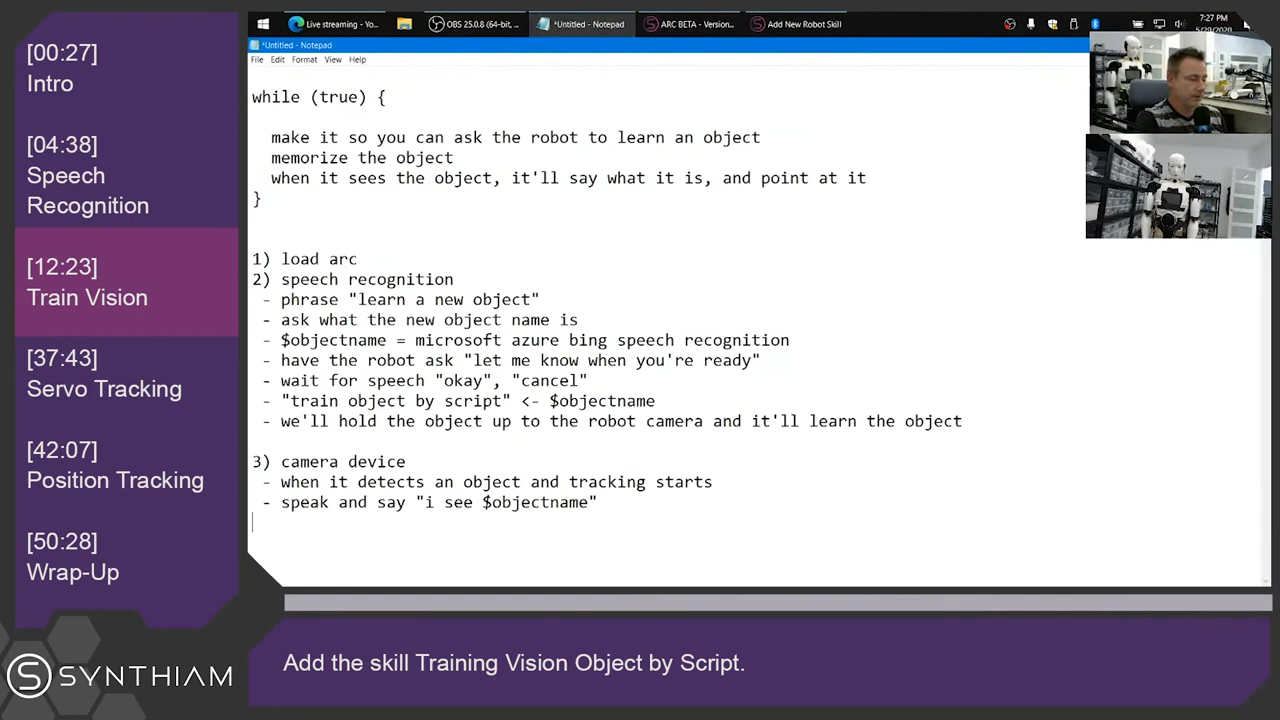 [00:27]
Intro
[04:38]
Speech
Recognition
[12:23]
Train Vision
[37:43]
Servo Tracking
[42:07]
Position Tracking
[50:28]
Wrap-Up
SYNTHIAM
Live streaming - Yo...
OBS 25.0.8 (64-bit, ...
*Untitled - Notepad
ARC BETA - Version...
Add New Robot Skill
7:27 PM
5/29/2020
*Untitled - Notepad
File Edit Format View Help
while (true) {
make it so you can ask the robot to learn an object
memorize the object
when it sees the object, it'll say what it is, and point at it
}
1) load arc
2) speech recognition
- phrase "learn a new object"
- ask what the new object name is
- $objectname = microsoft azure bing speech recognition
- have the robot ask "let me know when you're ready"
- wait for speech "okay", "cancel"
- "train object by script" <- $objectname
- we'll hold the object up to the robot camera and it'll learn the object
3) camera device
- when it detects an object and tracking starts
- speak and say "i see $objectname"
Add the skill Training Vision Object by Script.